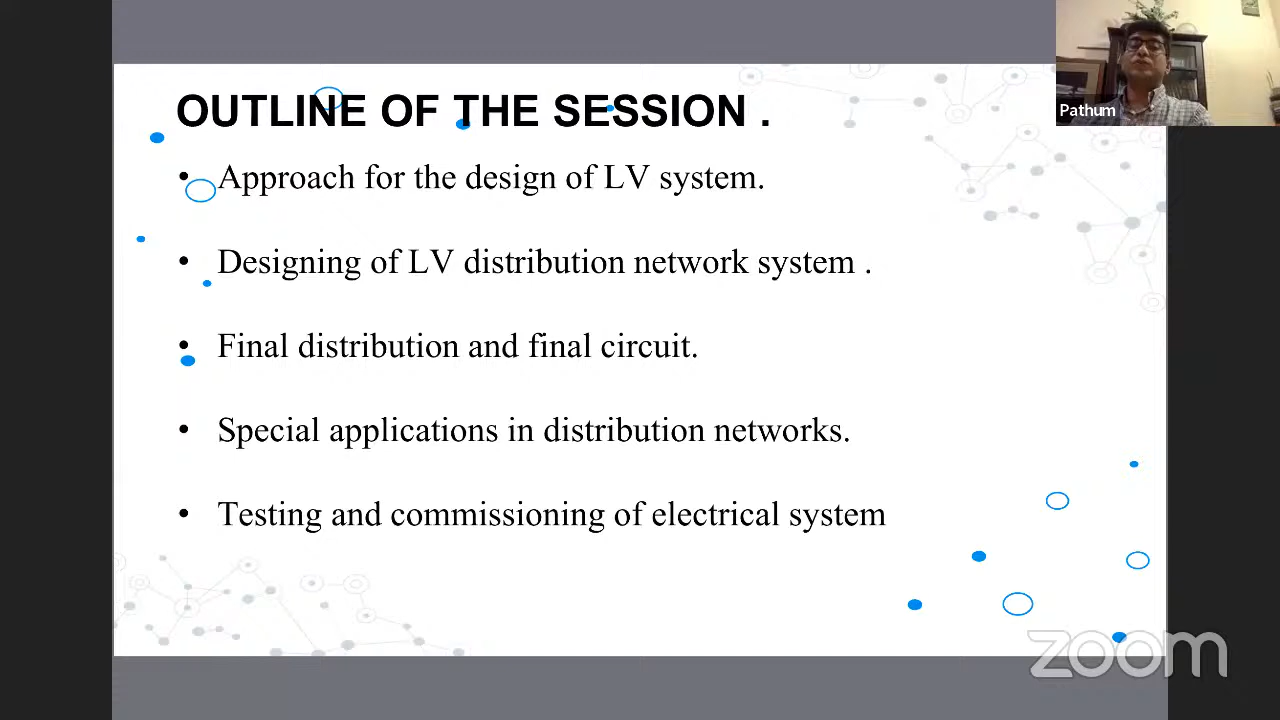 OUTLINE OF THE SESSION .
Pathum
• Approach for the design of LV system.
• Designing of LV distribution network system .
• Final distribution and final circuit.
• Special applications in distribution networks.
• Testing and commissioning of electrical system
zoom